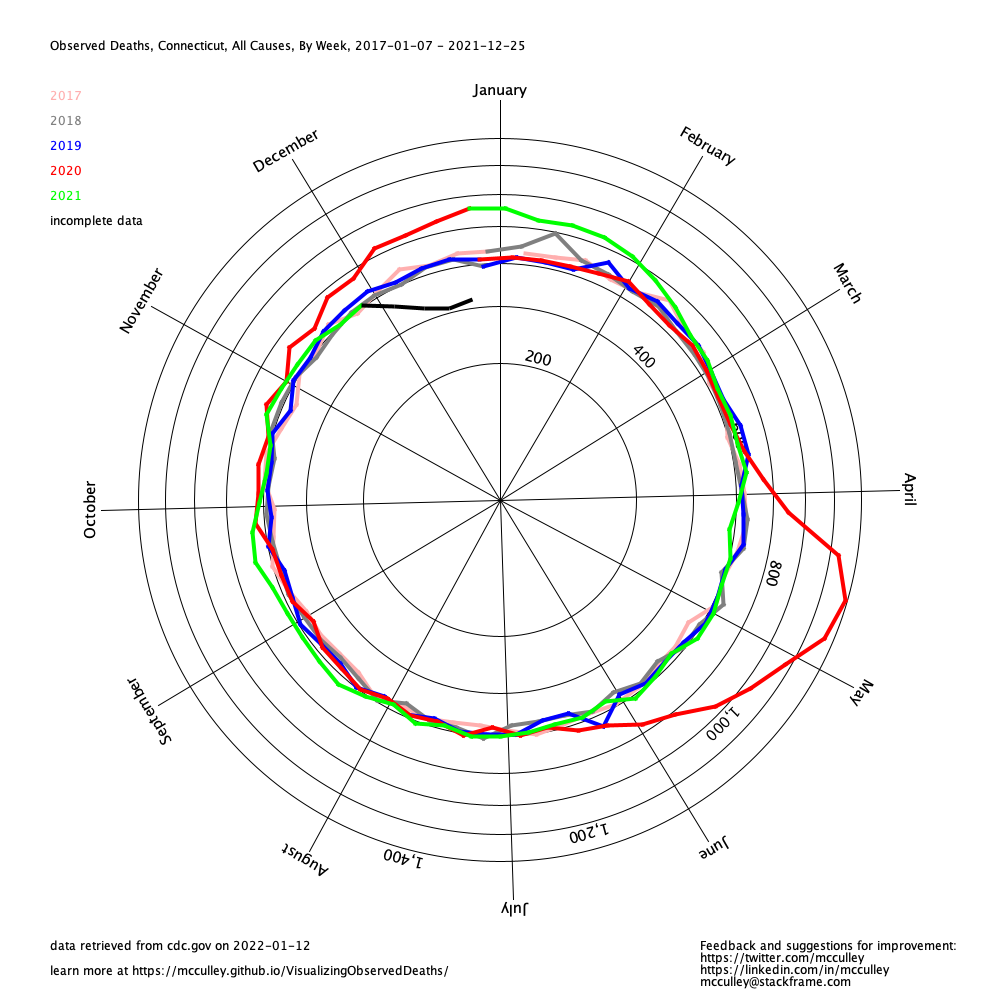 Observed Deaths, Connecticut, All Causes, By Week, 2017-01-07 - 2021-12-25
2017
2018
2019
2020
2021
incomplete data
January
February
March
April
May
June
July
August
September
October
November
December
200
400
800
1,000
1,200
1,400
data retrieved from cdc.gov on 2022-01-12
learn more at https://mcculley.github.io/VisualizingObservedDeaths/
Feedback and suggestions for improvement:
https://twitter.com/mcculley
https://linkedin.com/in/mcculley
mcculley@stackframe.com